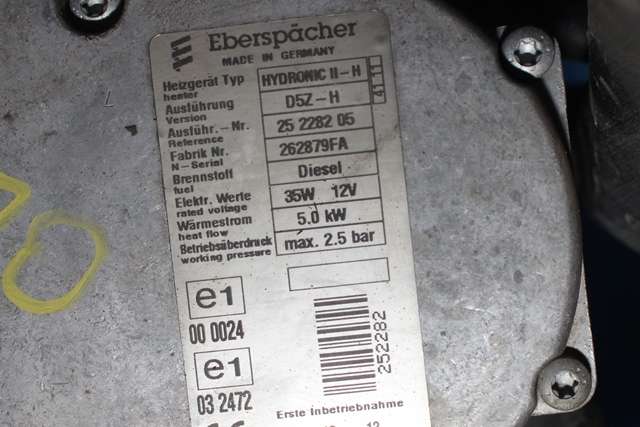 Eberspächer
MADE IN GERMANY
Heizgerät Typ HYDRONIC II-H 41.11
heater
Ausführung D5Z-H
Version
Ausführ.-Nr. 25 2282 05
Reference
Fabrik Nr. 262879FA
N-Serial
Brennstoff Diesel
fuel
Elektr. Werte 35W 12V
rated voltage
Wärmestrom 5.0 kW
heat flow
Betriebsüberdruck max. 2.5 bar
working pressure
e1
00 0024
e1
03 2472
252282
Erste Inbetriebnahme